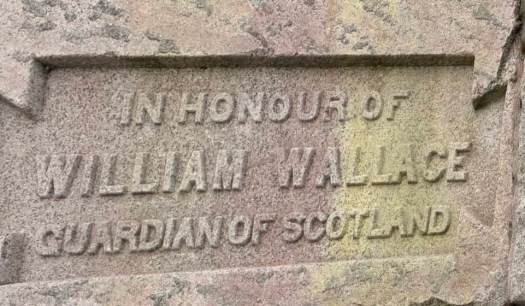 IN HONOUR OF
WILLIAM WALLACE
GUARDIAN OF SCOTLAND